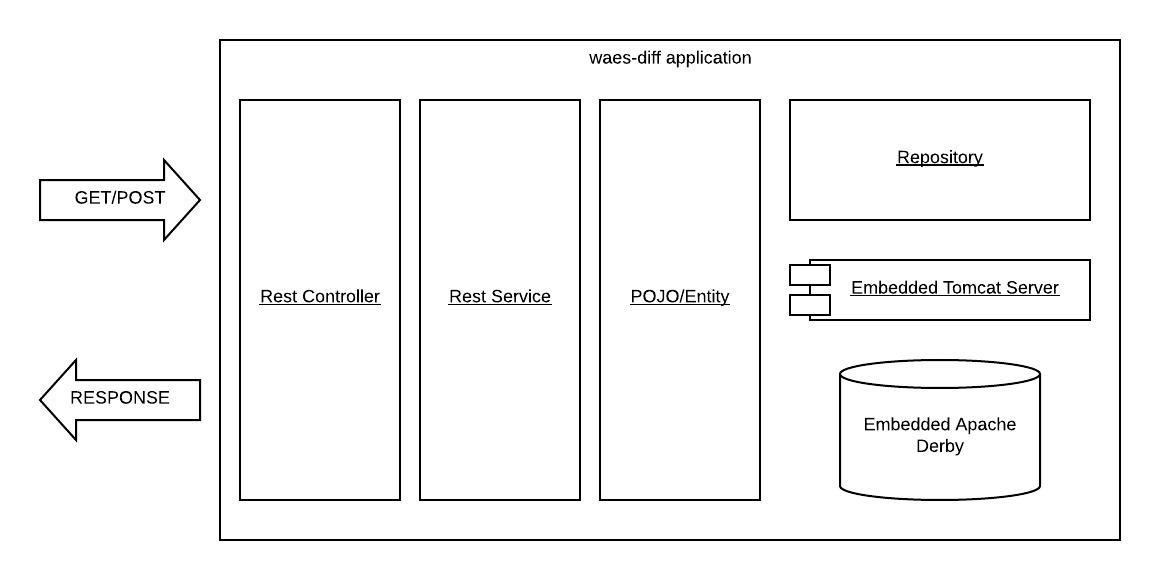 waes-diff application
GET/POST
RESPONSE
Rest Controller
Rest Service
POJO/Entity
Repository
Embedded Tomcat Server
Embedded Apache
Derby